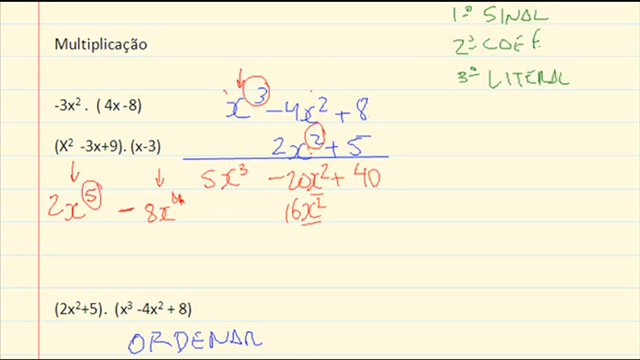 1º SINAL
2º COEF.
3º LITERAL
Multiplicação
-3x² . ( 4x -8)
x³ -4x² +8
(X² -3x+9). (x-3)
2x² +5
5x³ -20x² + 40
2x⁵ - 8x⁴ 16x²
(2x²+5). (x³ -4x² + 8)
ORDENAR